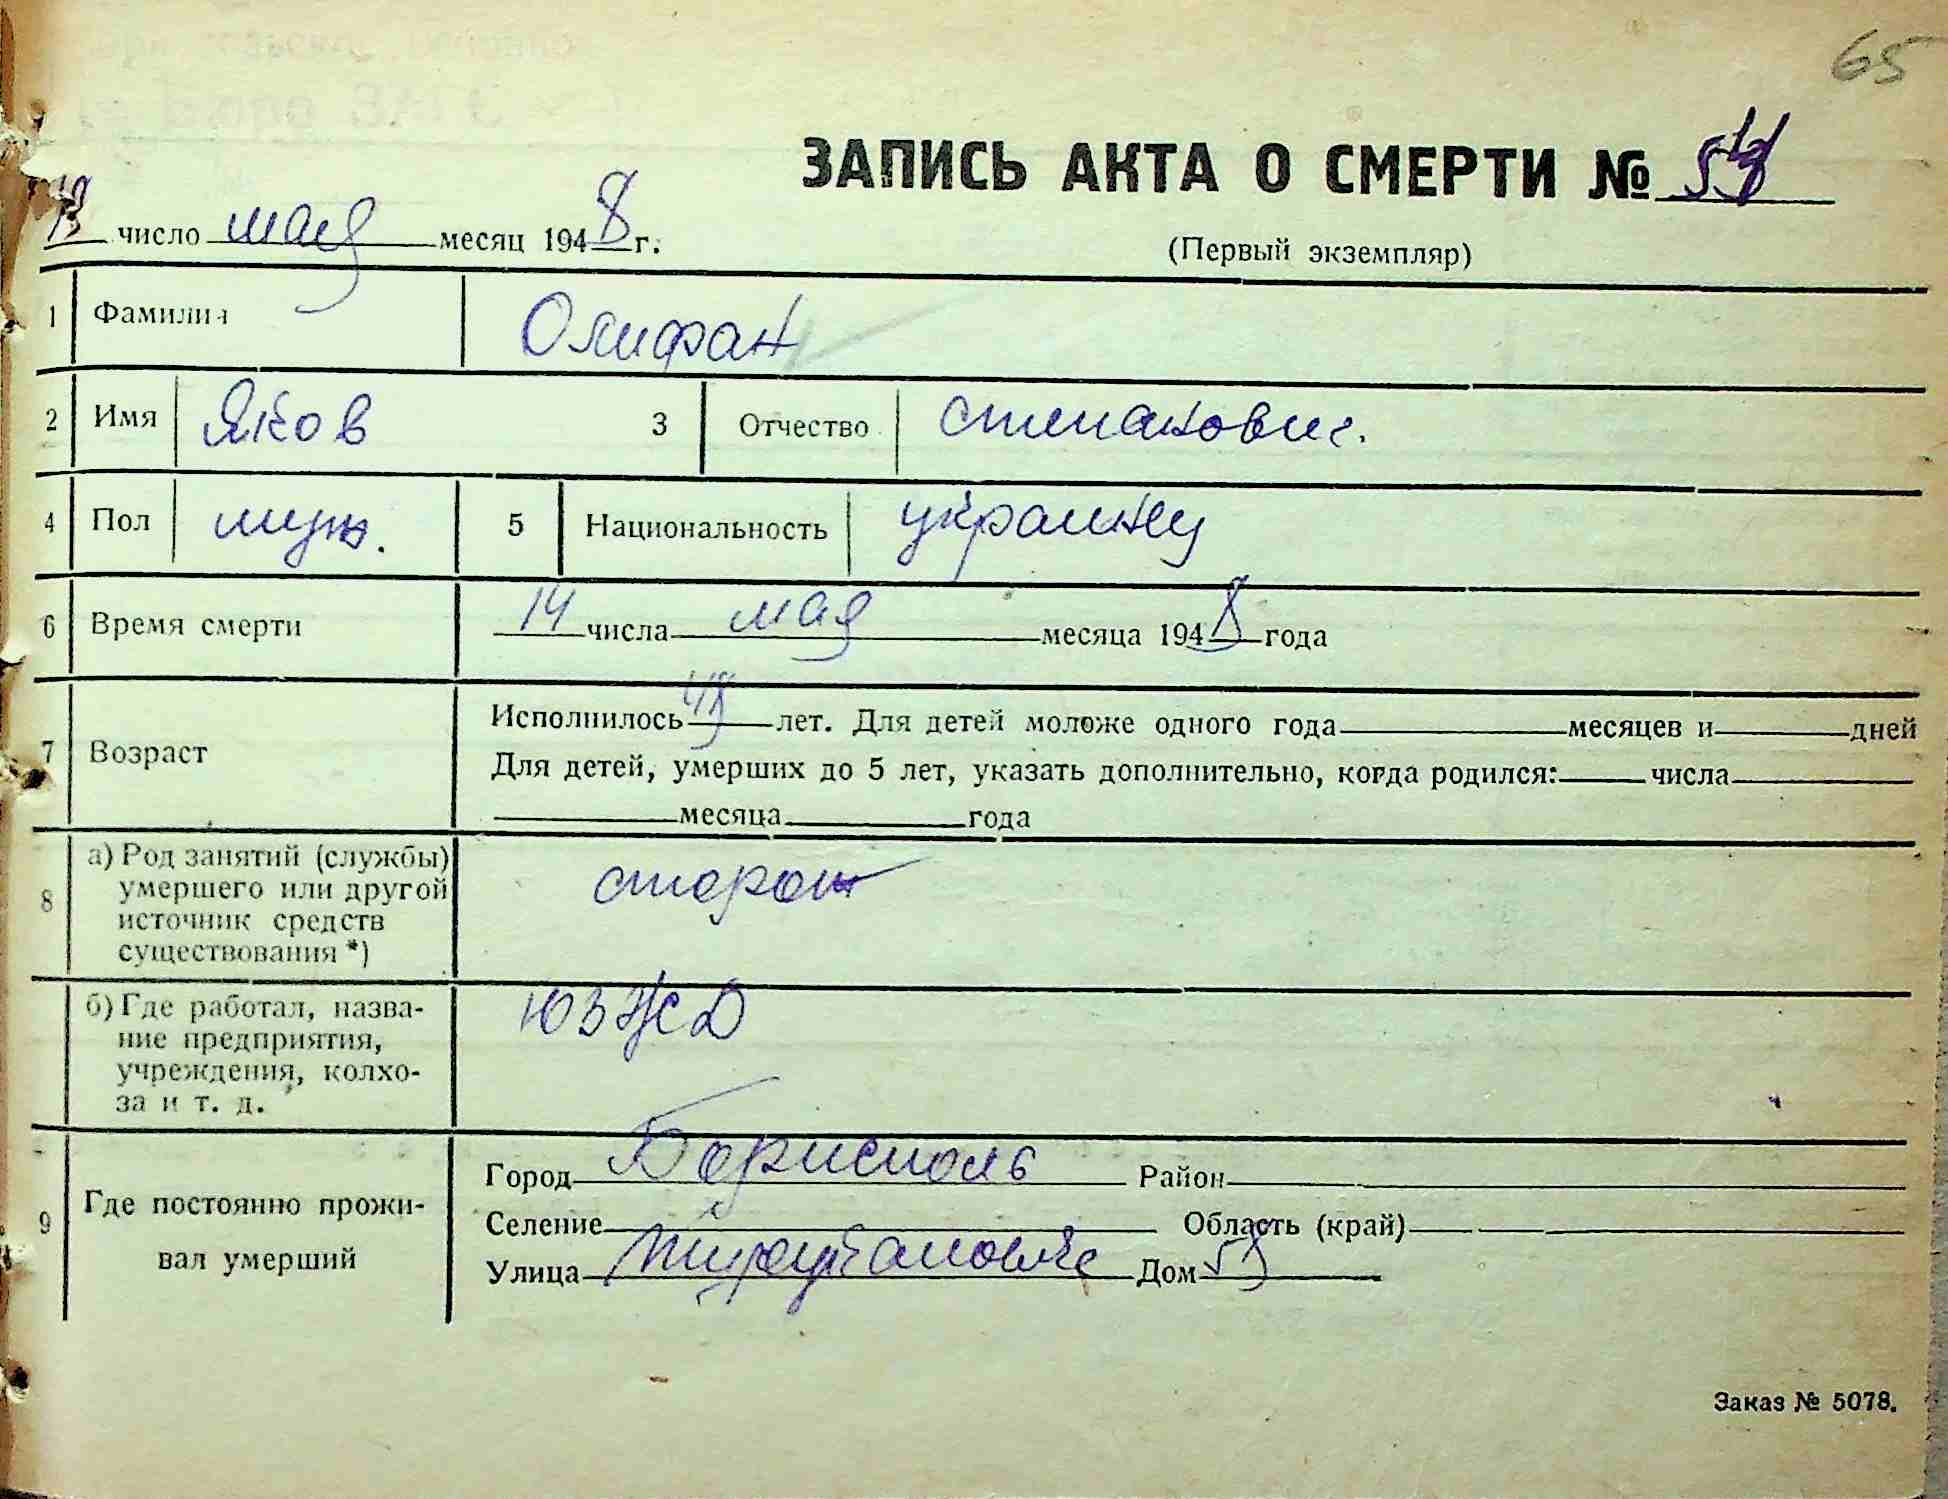 65
ЗАПИСЬ АКТА О СМЕРТИ №
число мая месяц 1948 г.
(Первый экземпляр)
1 Фамилия Олифан
2 Имя Яков 3 Отчество Степанович.
4 Пол муж. 5 Национальность
6 Время смерти 14 числа мая месяца 1948 года
7 Возраст
Исполнилось 48 лет. Для детей моложе одного года месяцев и дней
Для детей, умерших до 5 лет, указать дополнительно, когда родился: числа
месяца года
8 а) Род занятий (службы) умершего или другой источник средств существования *)
сторож
б) Где работал, назва-
ние предприятия,
учреждения, колхо-
за и т. д.
ЮЗЖД
9 Где постоянно прожи-
вал умерший
Город Борисполь Район
Селение Область (край)
Улица Дом
Заказ № 5078.